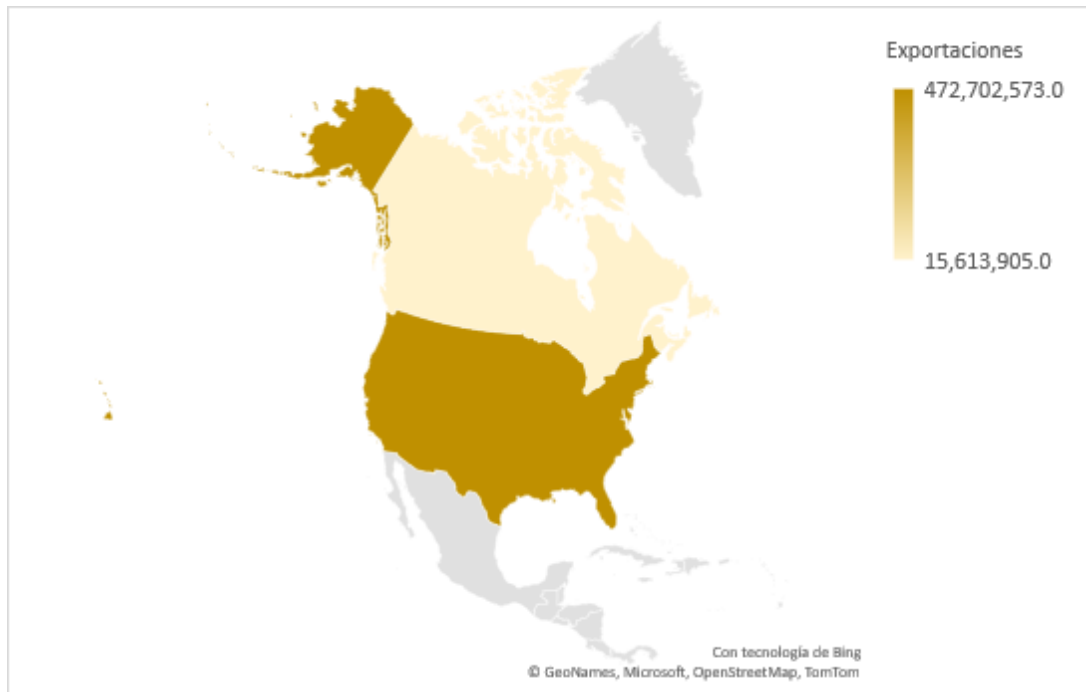 Exportaciones
472,702,573.0
15,613,905.0
Con tecnología de Bing
© GeoNames, Microsoft, OpenStreetMap, TomTom